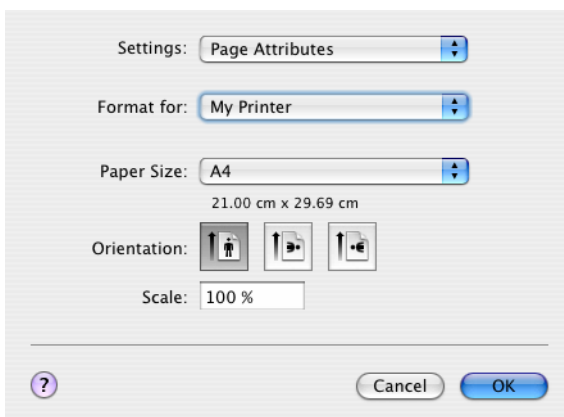 Settings: Page Attributes
Format for: My Printer
Paper Size: A4
21.00 cm x 29.69 cm
Orientation:
Scale: 100 %
? Cancel OK